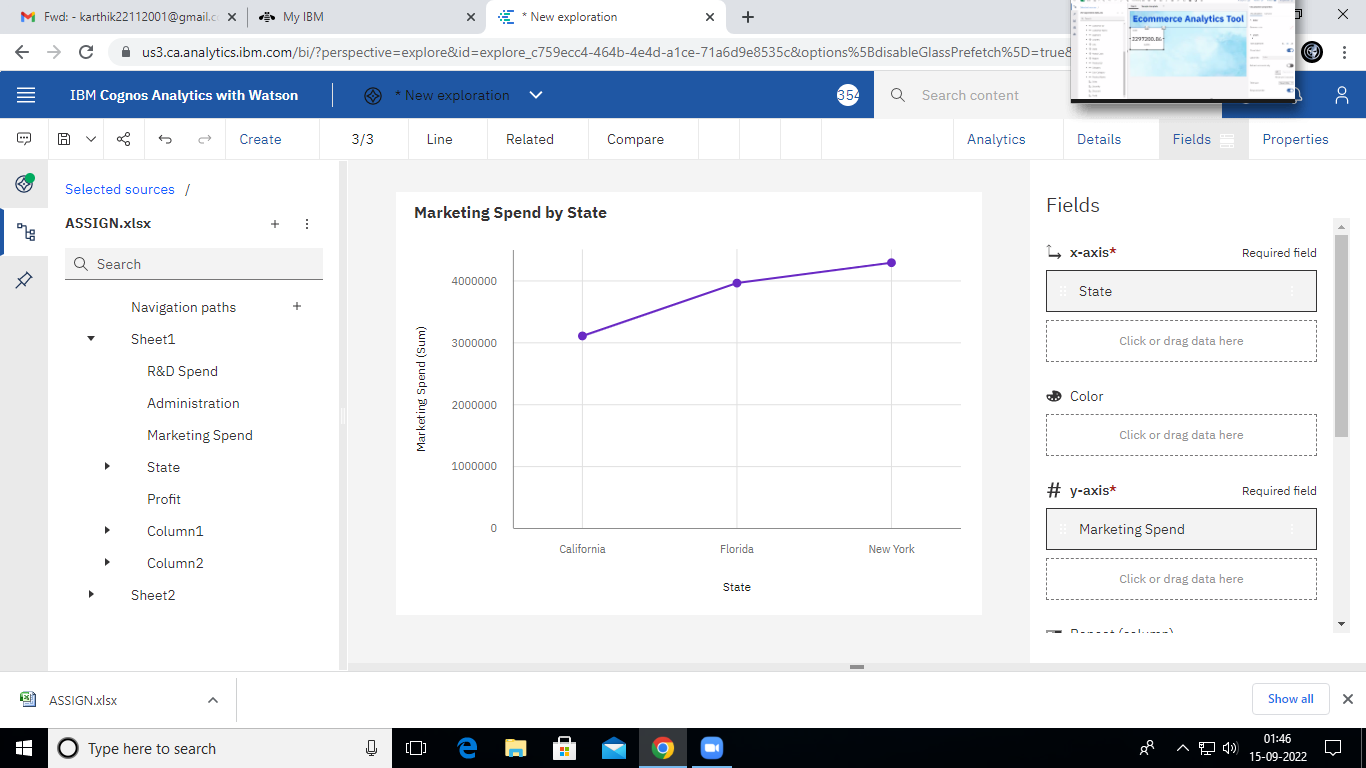 Fwd: - karthik22112001@gmail.c
My IBM
* New exploration
us3.ca.analytics.ibm.com/bi/?perspective=explore&id=explore_c78c2cc4-4f4b-4e4d-a1ce-71a6d9e8535c&options%5BdisableGlassPrefetch%5D=true&
Ecommerce Analytics Tool
IBM Cognos Analytics with Watson
* New exploration
354
Search content
Create
3/3
Line
Related
Compare
Analytics
Details
Fields
Properties
Selected sources /
ASSIGN.xlsx
Search
Navigation paths
Sheet1
R&D Spend
Administration
Marketing Spend
State
Profit
Column1
Column2
Sheet2
Marketing Spend by State
Marketing Spend (Sum)
4000000
3000000
2000000
1000000
0
California Florida New York
State
Fields
x-axis* Required field
State
Click or drag data here
Color
Click or drag data here
y-axis* Required field
Marketing Spend
Click or drag data here
Repeat (column)
ASSIGN.xlsx
Show all
Type here to search
01:46
15-09-2022